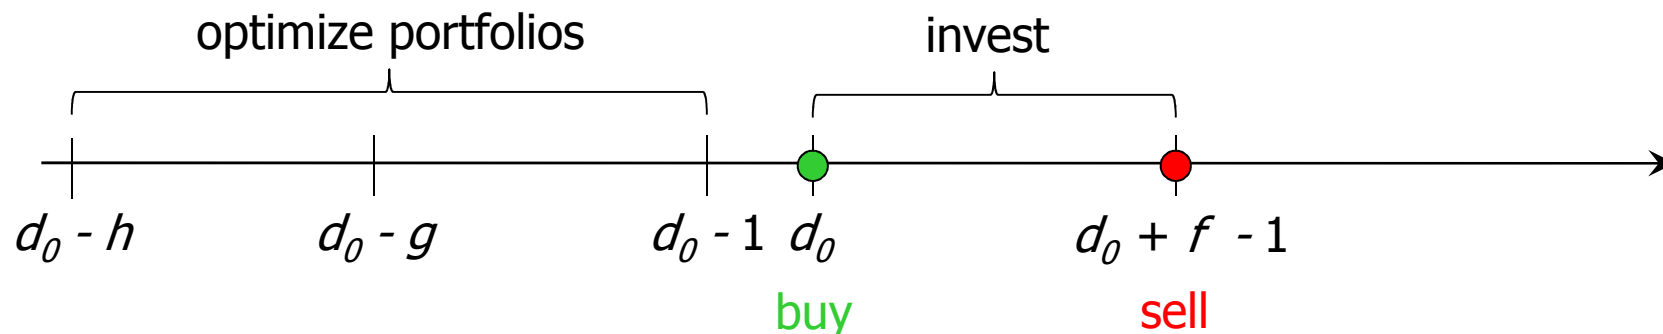 optimize portfolios
invest
d0 - h
d0 - g
d0 - 1
d0
d0 + f - 1
buy
sell